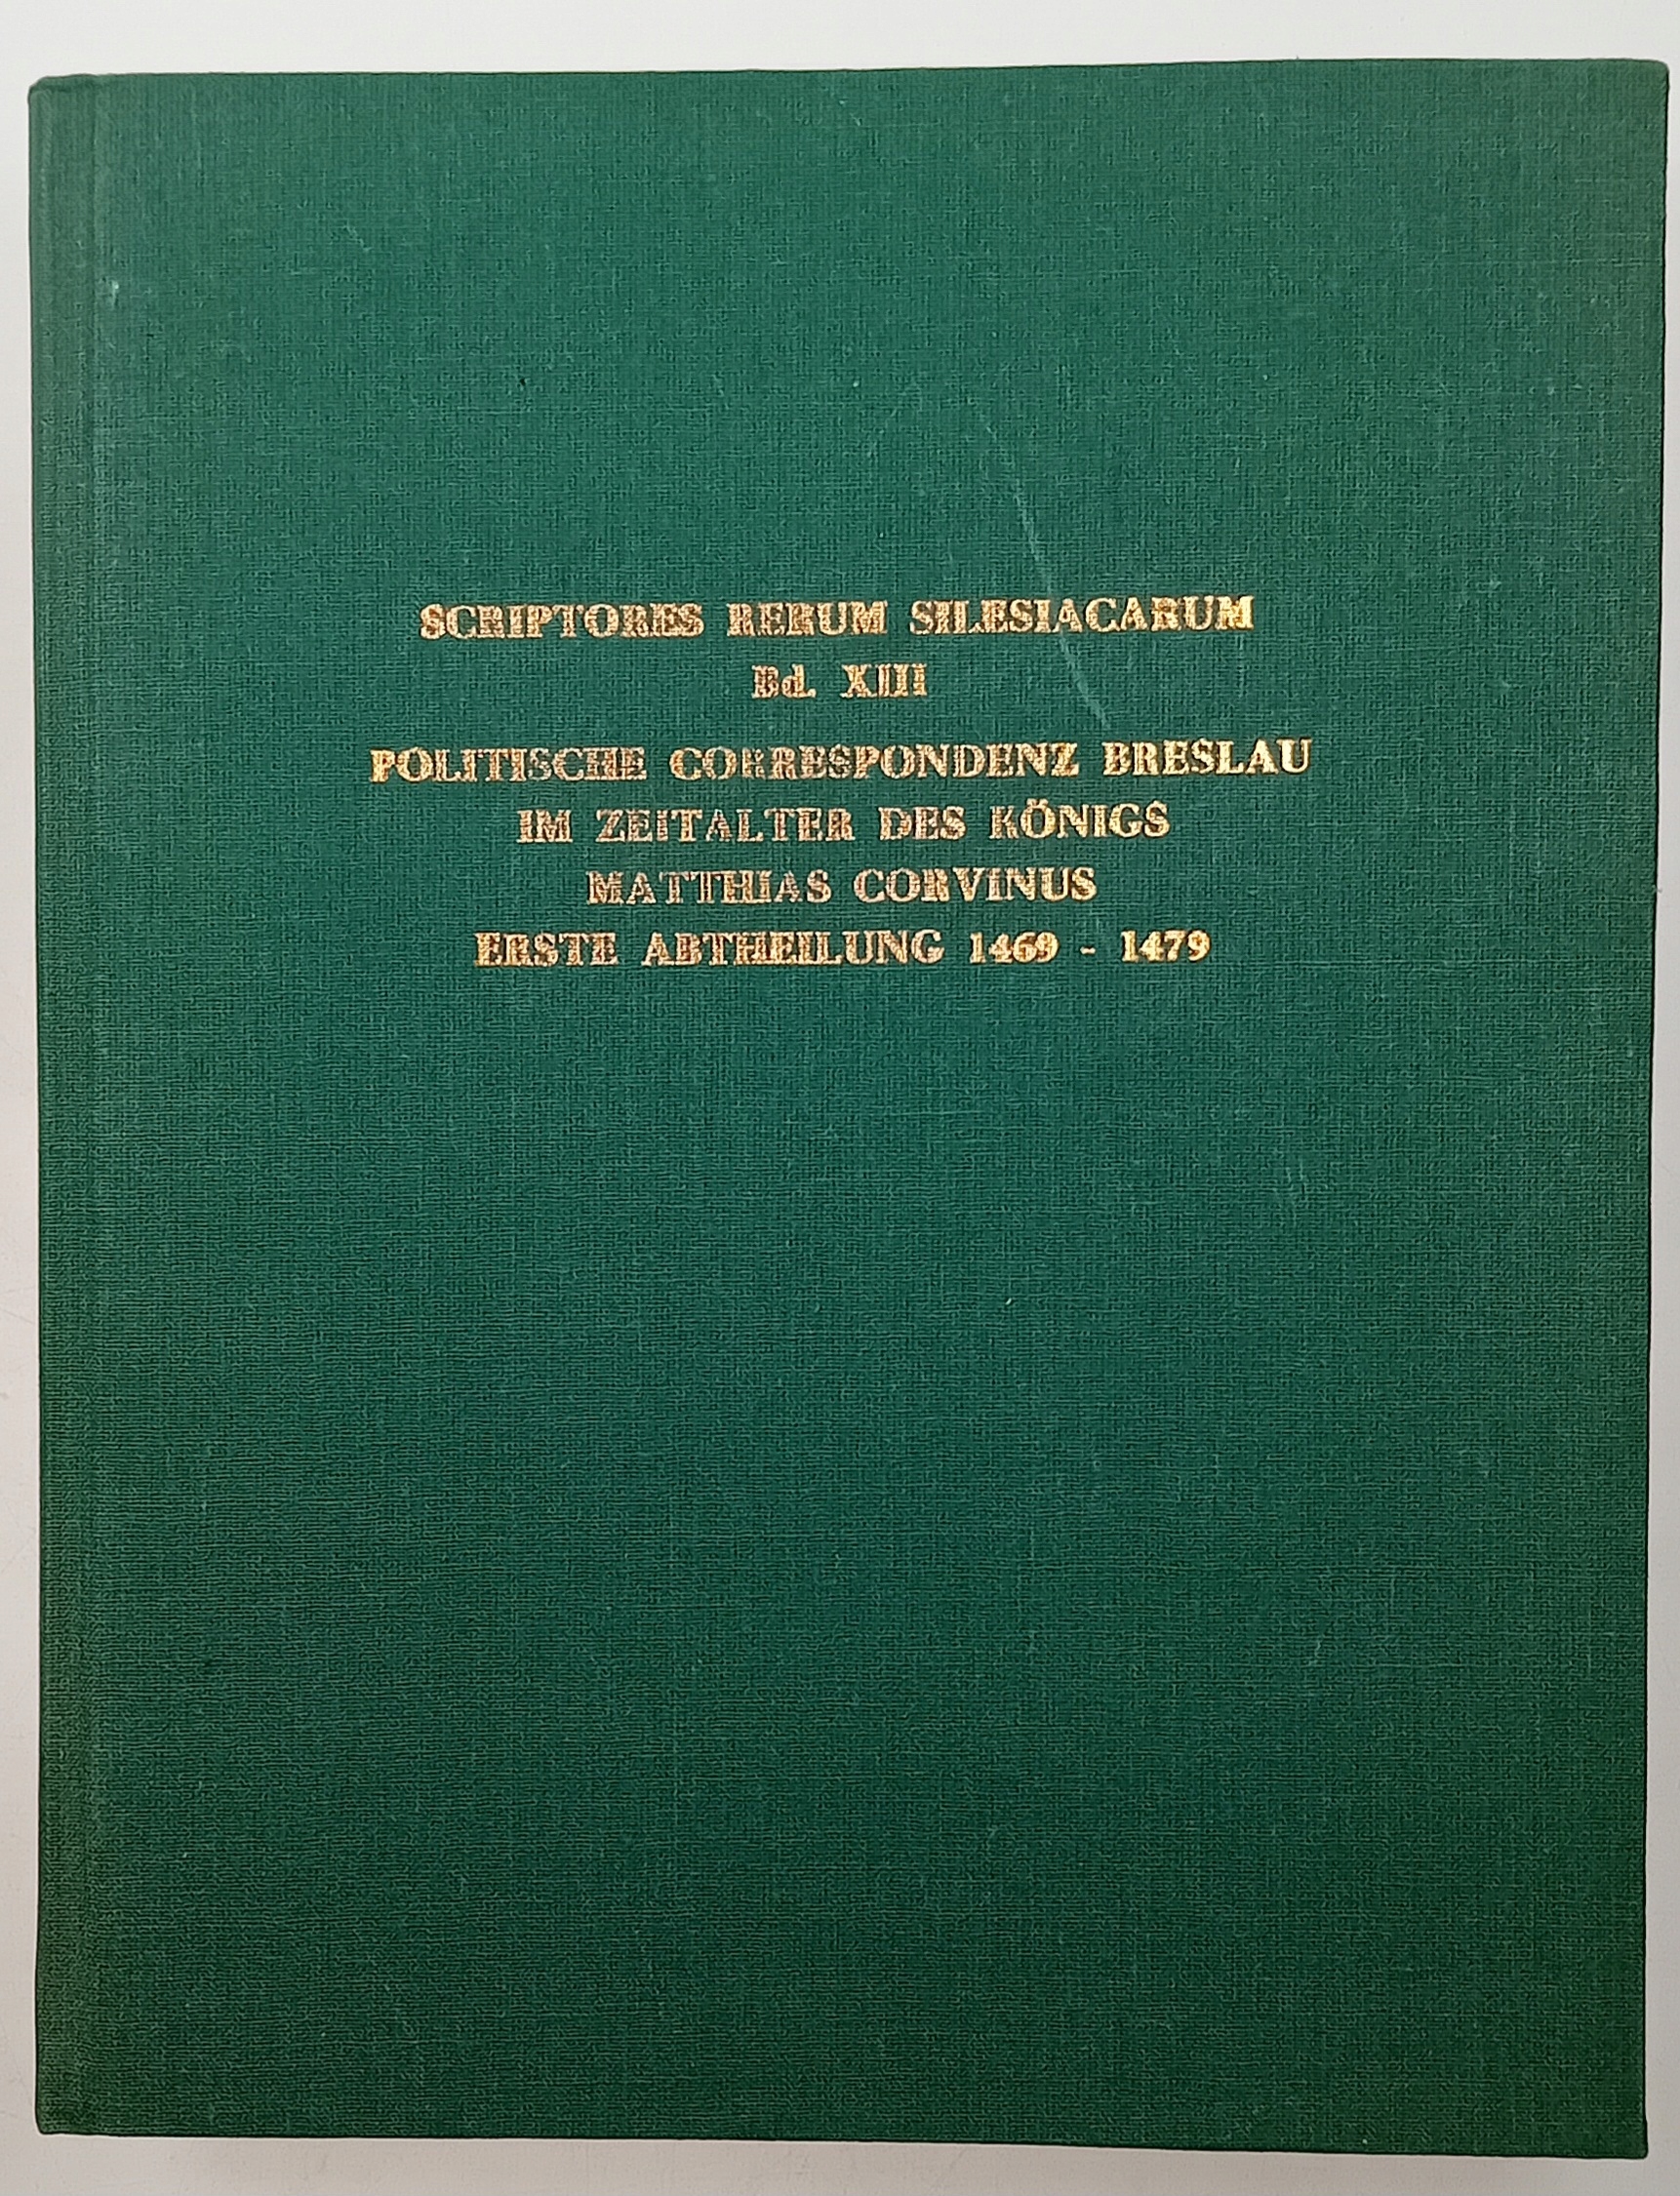 SCRIPTORES RERUM SILESIACARUM
Bd. XIII
POLITISCHE CORRESPONDENZ BRESLAU
IM ZEITALTER DES KÖNIGS
MATTHIAS CORVINUS
ERSTE ABTHEILUNG 1469 - 1479